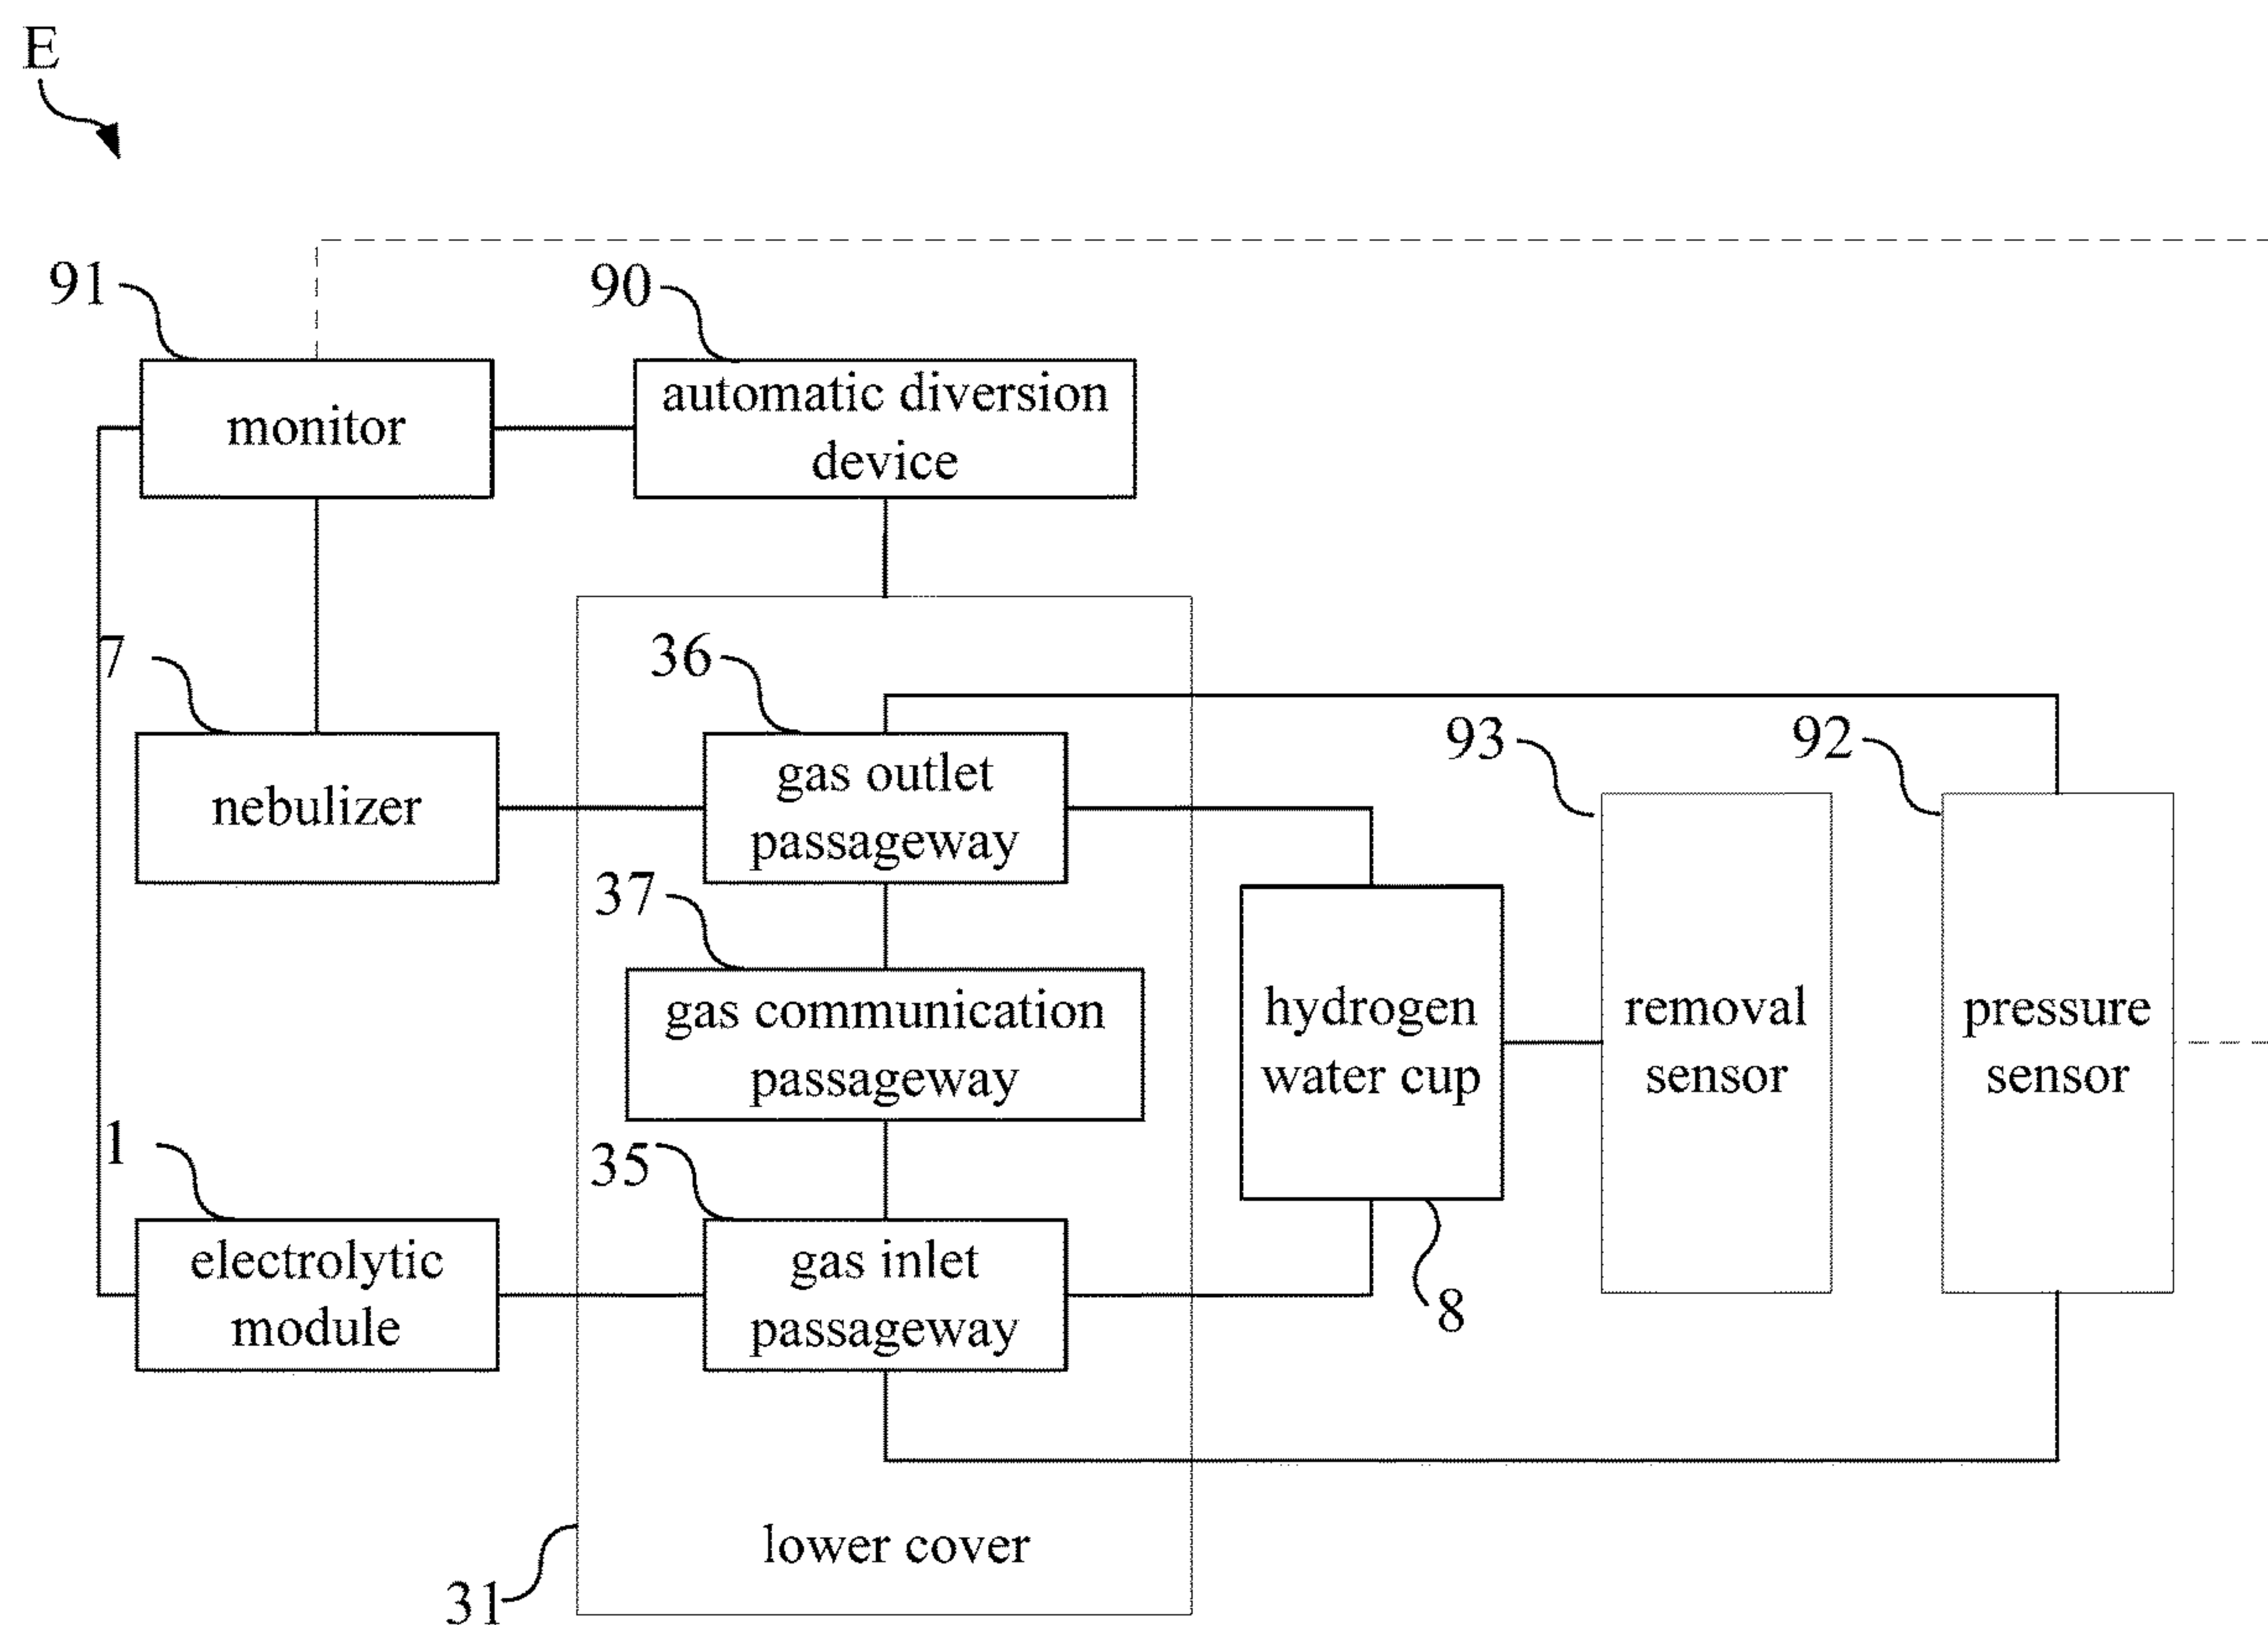 E
91
90
monitor
automatic diversion
device
7
36
93
92
nebulizer
gas outlet
passageway
37
gas communication
passageway
hydrogen
water cup
removal
sensor
pressure
sensor
1
35
electrolytic
module
gas inlet
passageway
8
lower cover
31